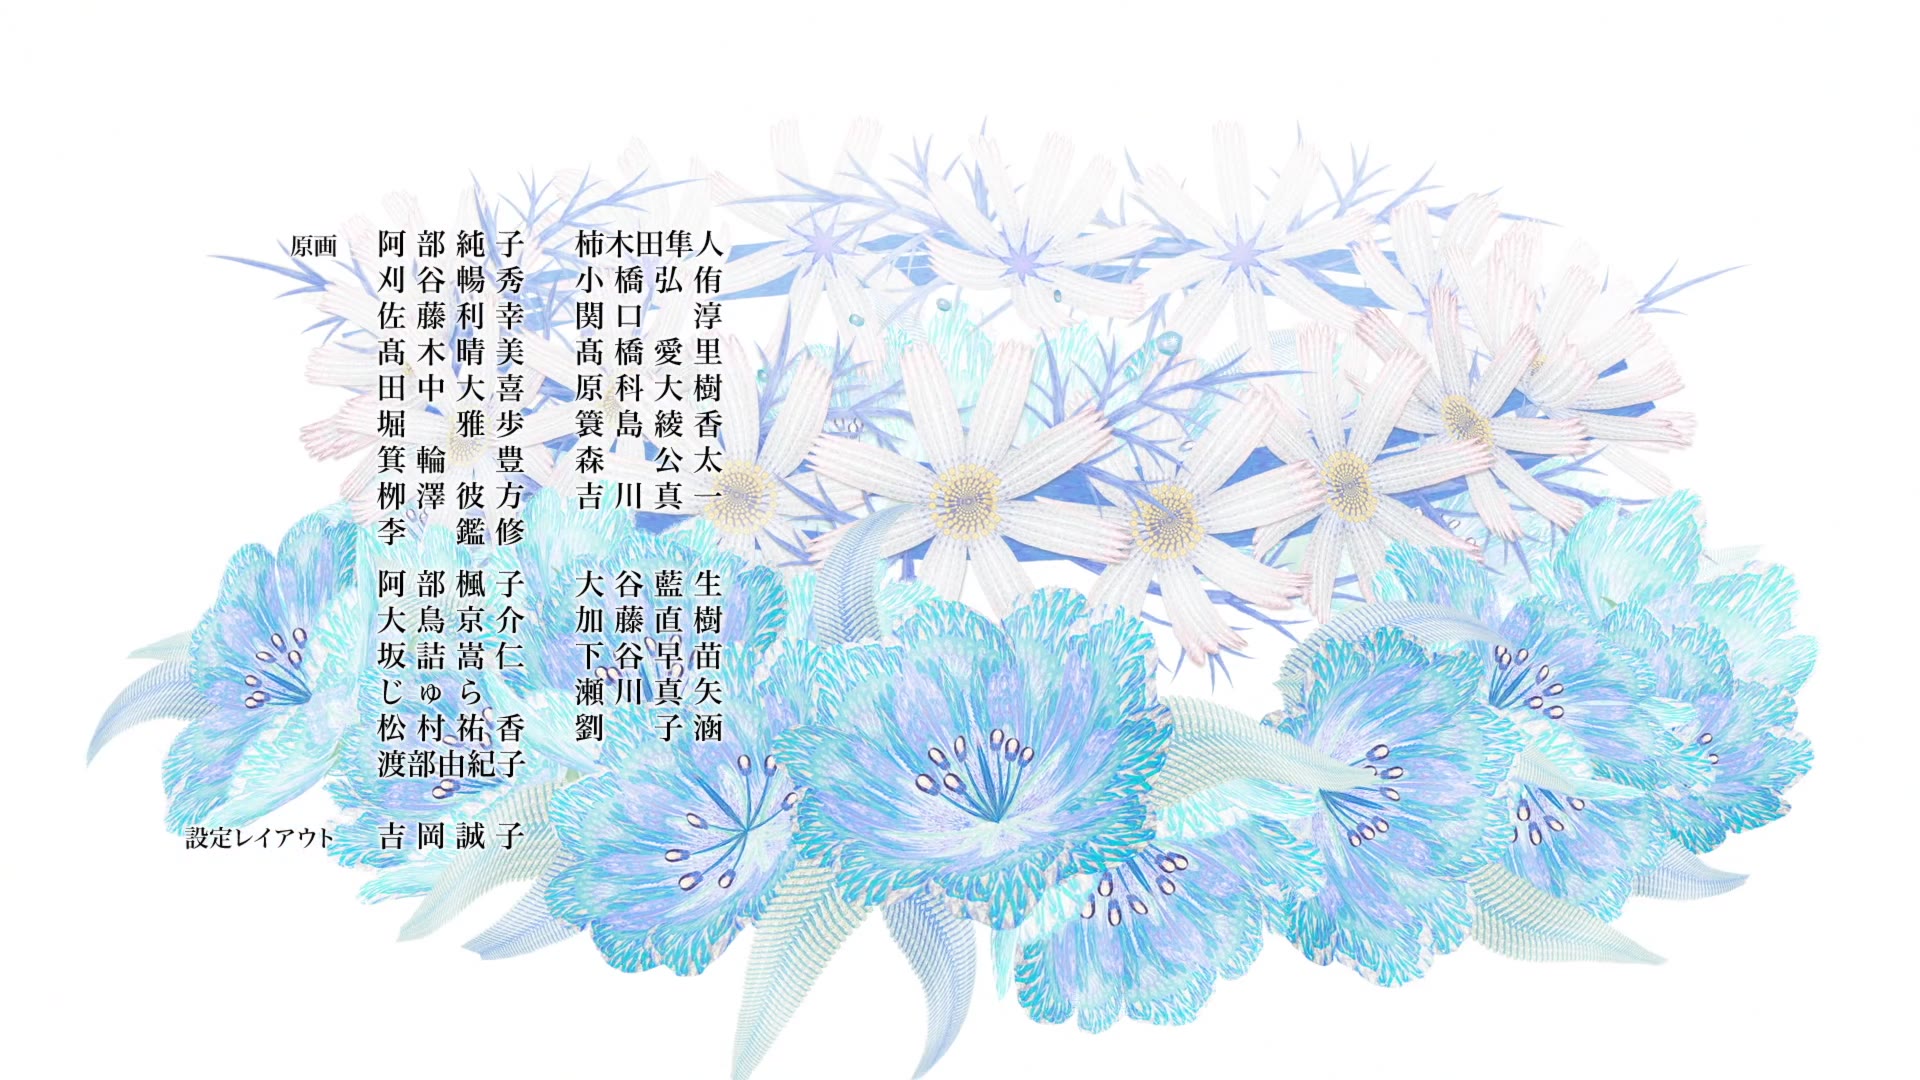 原画 阿部純子 柿木田隼人
刈谷暢秀 小橋弘侑
佐藤利幸 関口 淳
髙木晴美 髙橋愛里
田中大喜 原科大樹
堀 雅歩 簑島綾香
箕輪 豊 森 公太
栁澤彼方 吉川真一
李 鑑修
阿部楓子 大谷藍生
大鳥京介 加藤直樹
坂詰嵩仁 下谷早苗
じゅら 瀬川真矢
松村祐香 劉 子涵
渡部由紀子
設定レイアウト 吉岡誠子